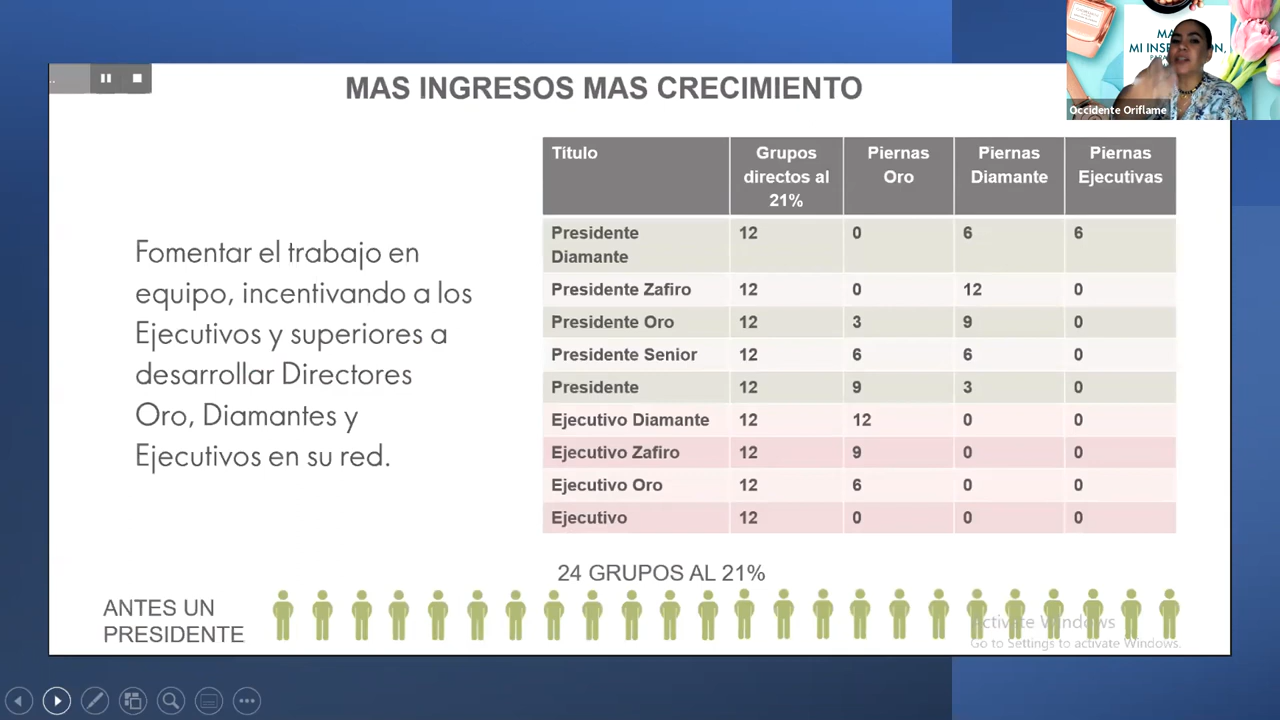 MAS INGRESOS MAS CRECIMIENTO
Fomentar el trabajo en
equipo, incentivando a los
Ejecutivos y superiores a
desarrollar Directores
Oro, Diamantes y
Ejecutivos en su red.
Título Grupos directos al 21% Piernas Oro Piernas Diamante Piernas Ejecutivas
Presidente Diamante 12 0 6 6
Presidente Zafiro 12 0 12 0
Presidente Oro 12 3 9 0
Presidente Senior 12 6 6 0
Presidente 12 9 3 0
Ejecutivo Diamante 12 12 0 0
Ejecutivo Zafiro 12 9 0 0
Ejecutivo Oro 12 6 0 0
Ejecutivo 12 0 0 0
24 GRUPOS AL 21%
ANTES UN
PRESIDENTE
Activate Windows
Go to Settings to activate Windows.
Occidente Oriflame